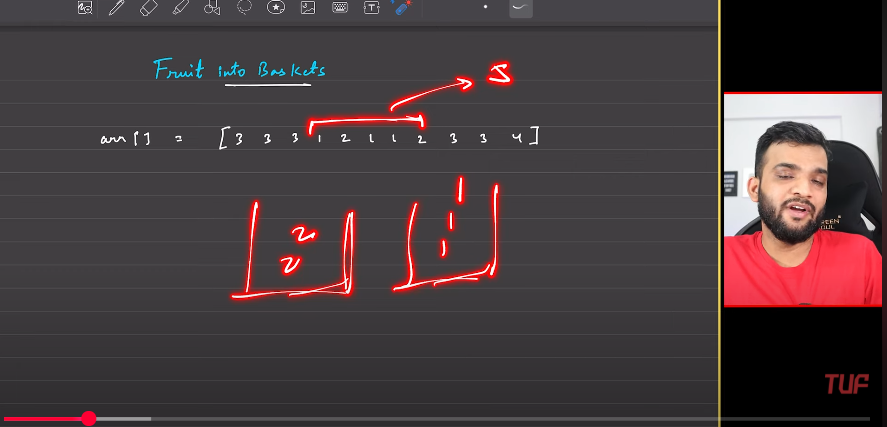 Fruit into Baskets
5
arr[] = [3 3 3 1 2 1 1 2 3 3 4]
2 1
2 1
1
TUF